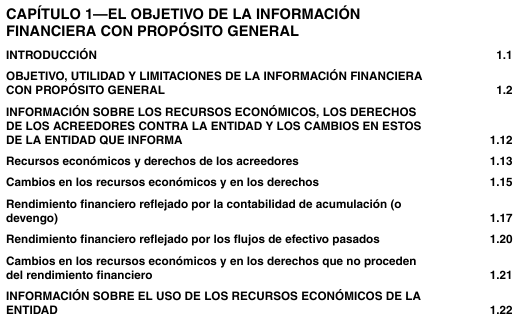 CAPÍTULO 1—EL OBJETIVO DE LA INFORMACIÓN
FINANCIERA CON PROPÓSITO GENERAL
INTRODUCCIÓN 1.1
OBJETIVO, UTILIDAD Y LIMITACIONES DE LA INFORMACIÓN FINANCIERA
CON PROPÓSITO GENERAL 1.2
INFORMACIÓN SOBRE LOS RECURSOS ECONÓMICOS, LOS DERECHOS
DE LOS ACREEDORES CONTRA LA ENTIDAD Y LOS CAMBIOS EN ESTOS
DE LA ENTIDAD QUE INFORMA 1.12
Recursos económicos y derechos de los acreedores 1.13
Cambios en los recursos económicos y en los derechos 1.15
Rendimiento financiero reflejado por la contabilidad de acumulación (o
devengo) 1.17
Rendimiento financiero reflejado por los flujos de efectivo pasados 1.20
Cambios en los recursos económicos y en los derechos que no proceden
del rendimiento financiero 1.21
INFORMACIÓN SOBRE EL USO DE LOS RECURSOS ECONÓMICOS DE LA
ENTIDAD 1.22